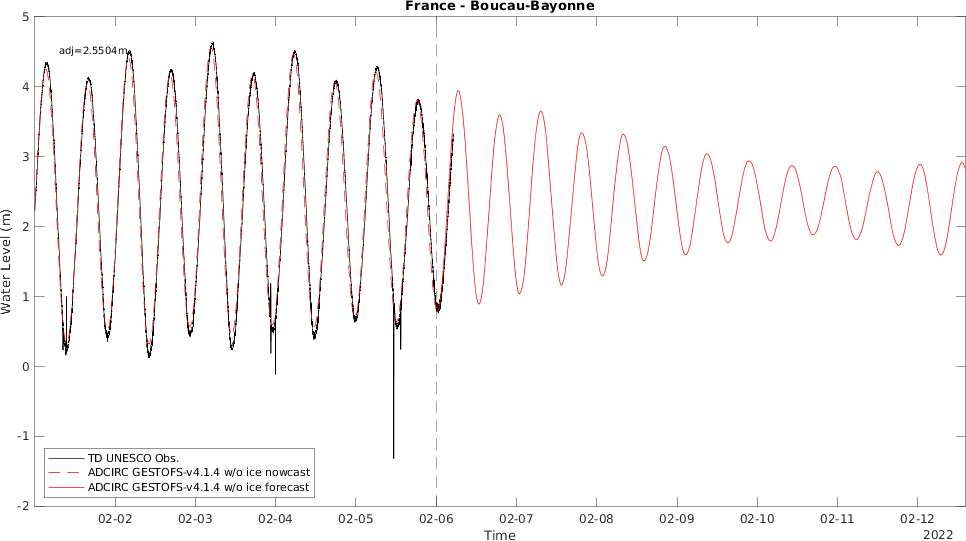 France - Boucau-Bayonne
adj=2.5504m
5
4
3
2
1
0
-1
-2
Water Level (m)
TD UNESCO Obs.
ADCIRC GESTOFS-v4.1.4 w/o ice nowcast
ADCIRC GESTOFS-v4.1.4 w/o ice forecast
02-02 02-03 02-04 02-05 02-06 02-07 02-08 02-09 02-10 02-11 02-12
Time
2022